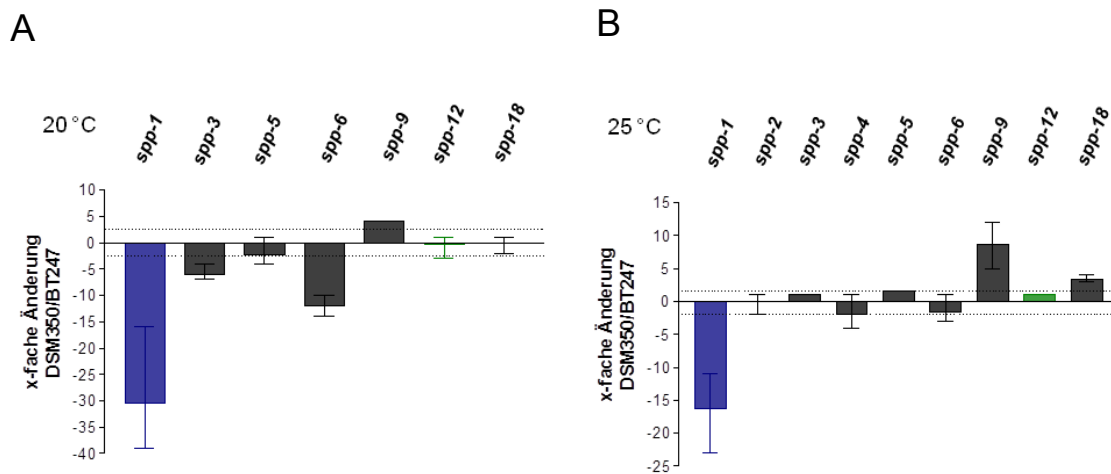 A
20°C
spp-1
spp-3
spp-5
spp-6
spp-9
spp-12
spp-18
x-fache Änderung
DSM350/BT247
10
5
0
-5
-10
-15
-20
-25
-30
-35
-40
B
25°C
spp-1
spp-2
spp-3
spp-4
spp-5
spp-6
spp-9
spp-12
spp-18
x-fache Änderung
DSM350/BT247
15
10
5
0
-5
-10
-15
-20
-25